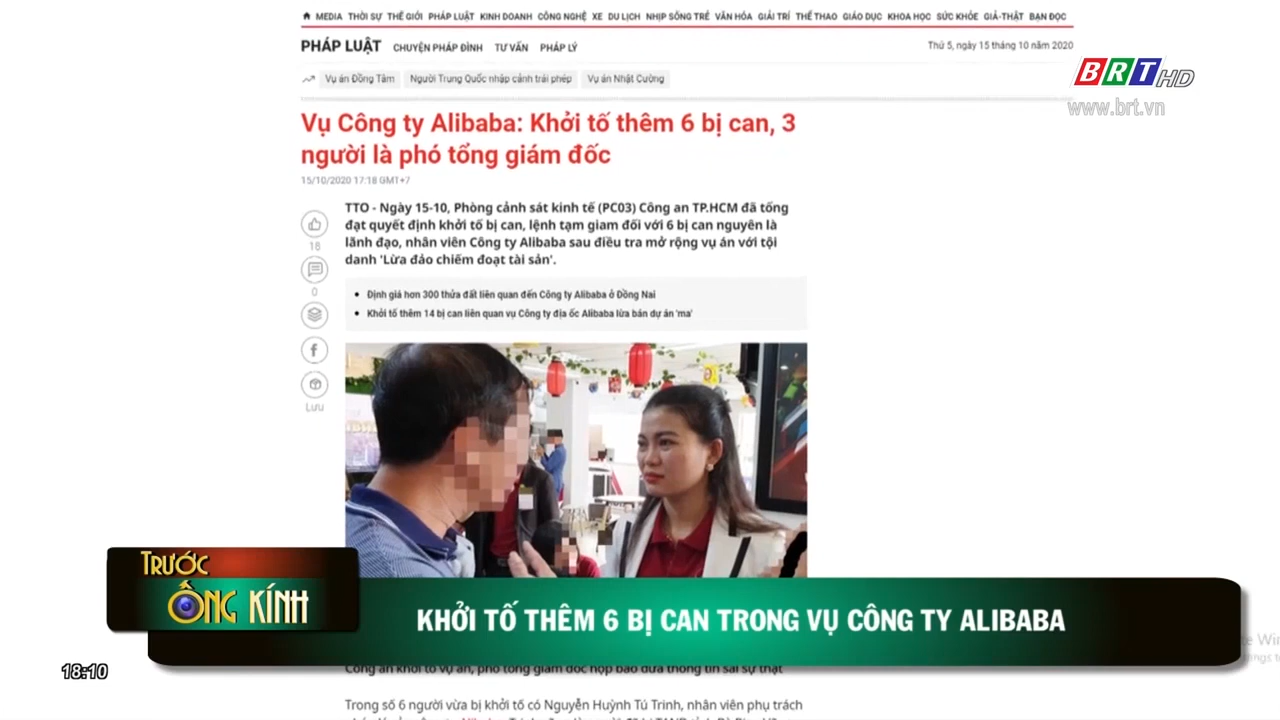 MEDIA THỜI SỰ THẾ GIỚI PHÁP LUẬT KINH DOANH CÔNG NGHỆ XE DU LỊCH NHỊP SỐNG TRẺ VĂN HÓA GIẢI TRÍ THỂ THAO GIÁO DỤC KHOA HỌC SỨC KHỎE GIẢ-THẬT BẠN ĐỌC
PHÁP LUẬT CHUYỆN PHÁP ĐÌNH TƯ VẤN PHÁP LÝ
Thứ 5, ngày 15 tháng 10 năm 2020
BRT HD
www.brt.vn
Vụ án Đồng Tâm Người Trung Quốc nhập cảnh trái phép Vụ án Nhật Cường
Vụ Công ty Alibaba: Khởi tố thêm 6 bị can, 3
người là phó tổng giám đốc
15/10/2020 17:18 GMT+7
TTO - Ngày 15-10, Phòng cảnh sát kinh tế (PC03) Công an TP.HCM đã tống
đạt quyết định khởi tố bị can, lệnh tạm giam đối với 6 bị can nguyên là
lãnh đạo, nhân viên Công ty Alibaba sau điều tra mở rộng vụ án với tội
danh 'Lừa đảo chiếm đoạt tài sản'.
18
0
Lưu
Định giá hơn 300 thửa đất liên quan đến Công ty Alibaba ở Đồng Nai
Khởi tố thêm 14 bị can liên quan vụ Công ty địa ốc Alibaba lừa bán dự án 'ma'
TRƯỚC
ỐNG KÍNH
KHỞI TỐ THÊM 6 BỊ CAN TRONG VỤ CÔNG TY ALIBABA
18:10
Công an khởi tố vụ án, phó tổng giám đốc họp báo đưa thông tin sai sự thật
Trong số 6 người vừa bị khởi tố có Nguyễn Huỳnh Tú Trinh, nhân viên phụ trách